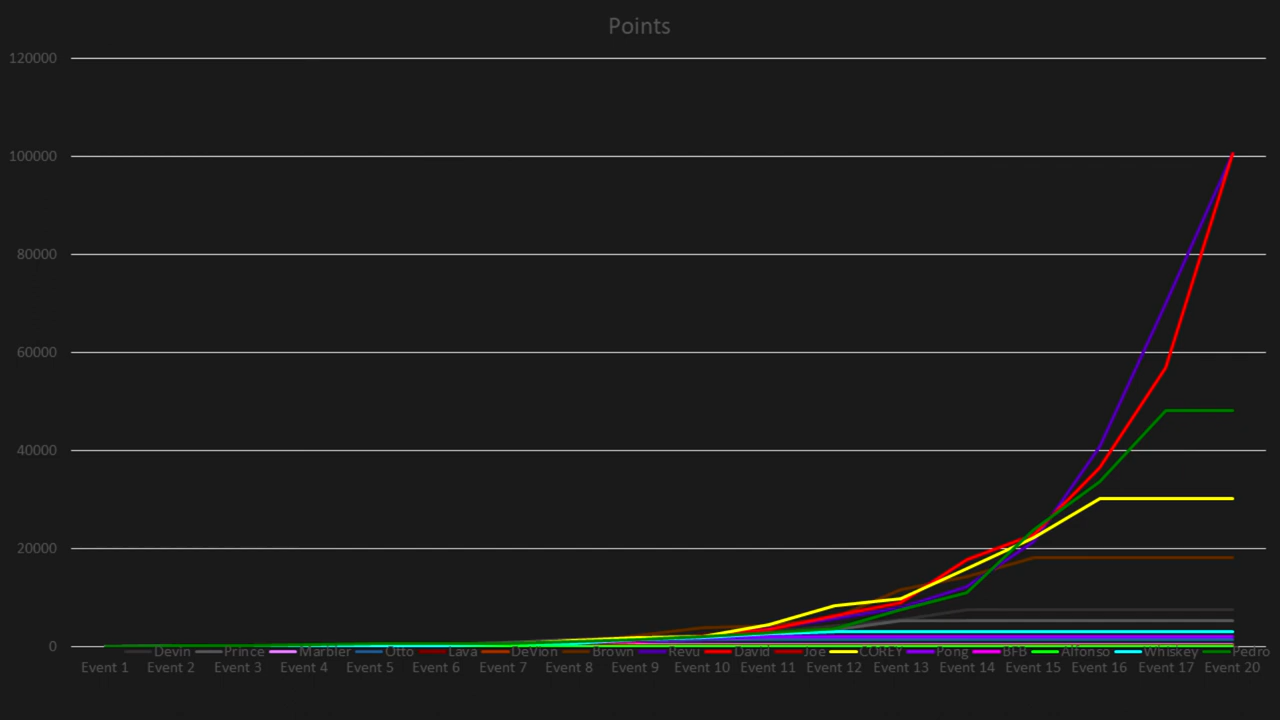 Points
120000
100000
80000
60000
40000
20000
0
Devin Prince Marbler Otto Lava DeVion Brown Revu David Joe COREY Pong BFB Alfonso Whiskey Pedro
Event 1 Event 2 Event 3 Event 4 Event 5 Event 6 Event 7 Event 8 Event 9 Event 10 Event 11 Event 12 Event 13 Event 14 Event 15 Event 16 Event 17 Event 20